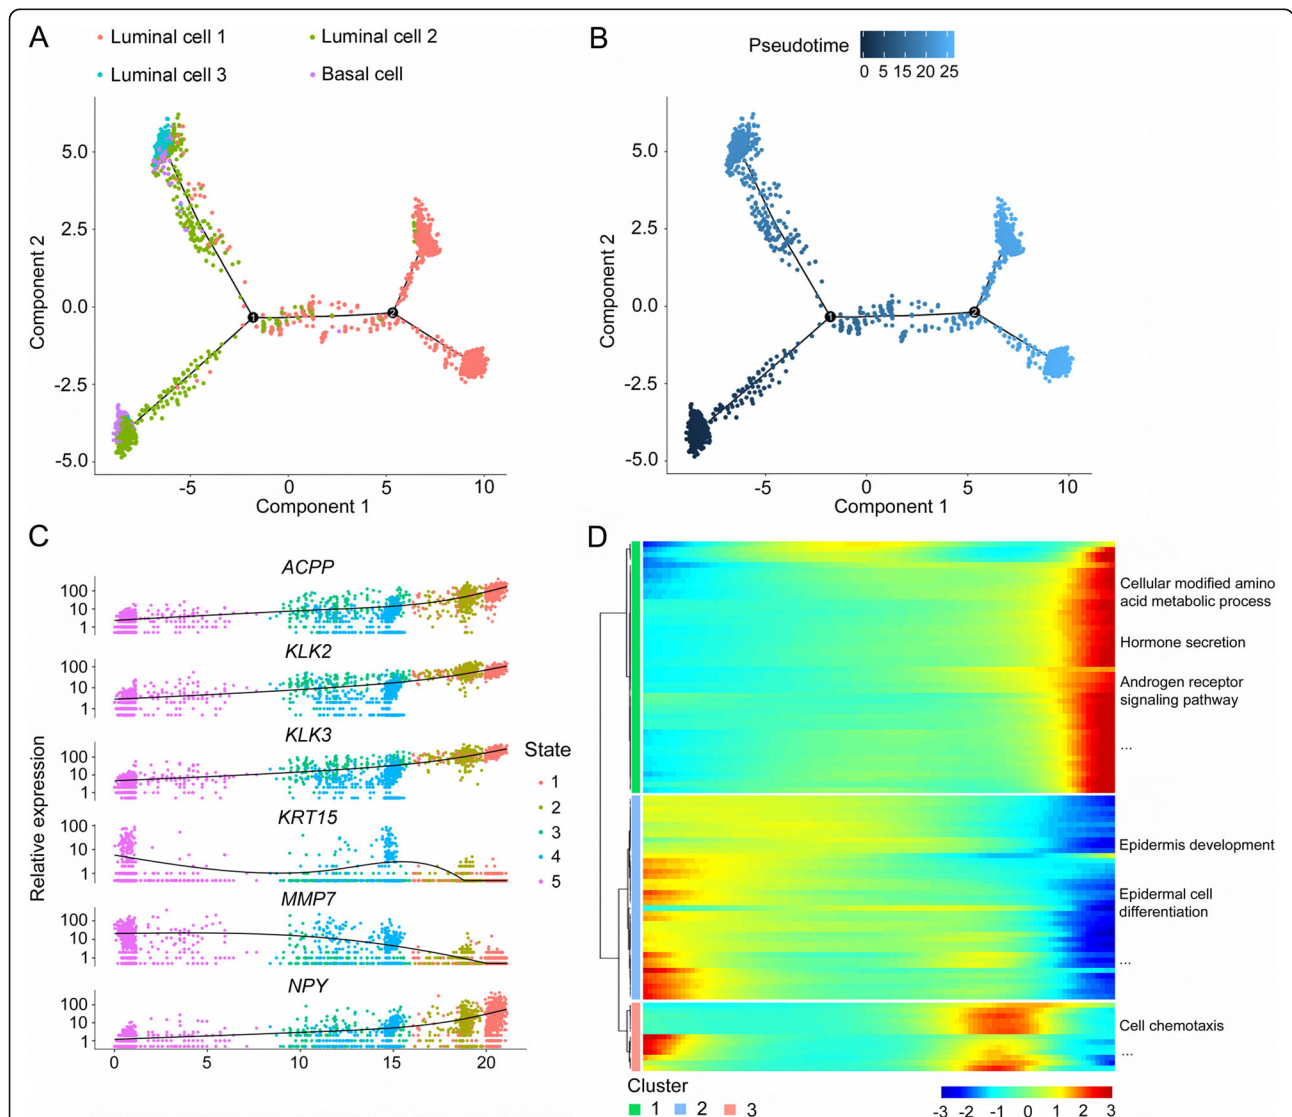 A
Luminal cell 1
Luminal cell 2
Luminal cell 3
Basal cell
Component 2
5.0
2.5
0.0
-2.5
-5.0
1
2
-5
0
5
10
Component 1
B
Pseudotime
0 5 15 20 25
Component 2
5.0
2.5
0.0
-2.5
-5.0
1
2
-5
0
5
10
Component 1
C
Relative expression
ACPP
100
10
1
KLK2
100
10
1
KLK3
100
10
1
KRT15
100
10
1
MMP7
100
10
1
NPY
100
10
1
0
5
10
15
20
State
1
2
3
4
5
D
Cellular modified amino
acid metabolic process
Hormone secretion
Androgen receptor
signaling pathway
...
Epidermis development
Epidermal cell
differentiation
...
Cell chemotaxis
...
Cluster
1 2 3
-3 -2 -1 0 1 2 3